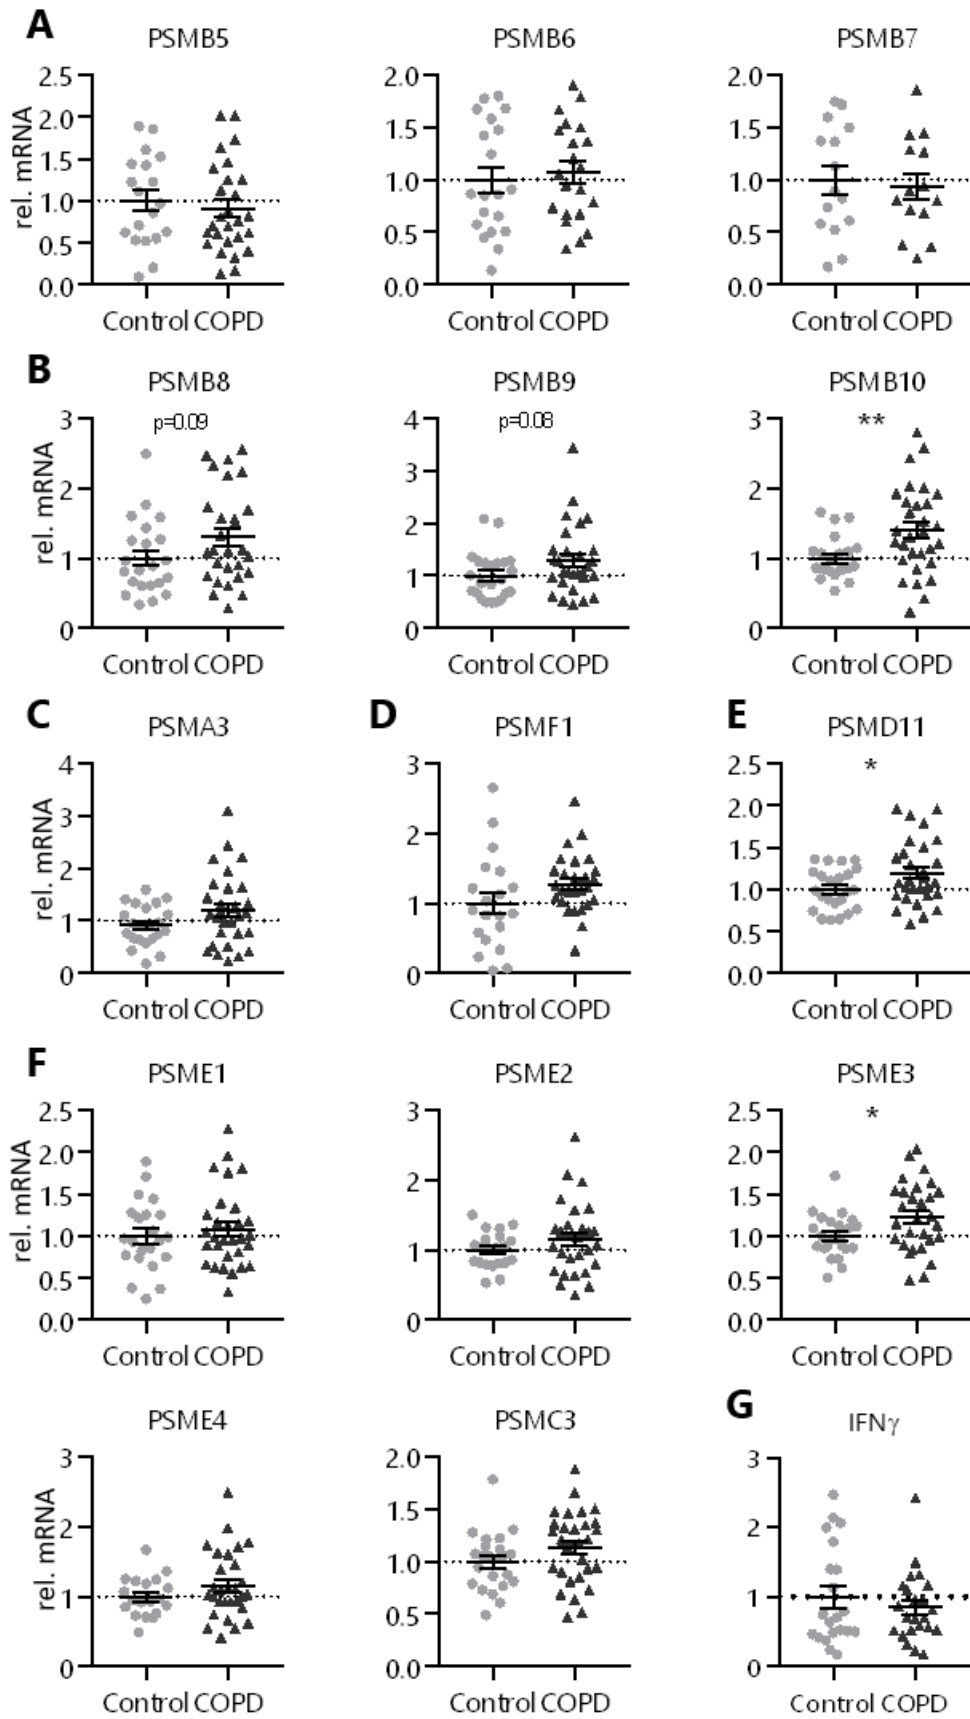 A
PSMB5 PSMB6 PSMB7
rel. mRNA
2.5 2.0 1.5 1.0 0.5 0.0
2.0 1.5 1.0 0.5 0.0
2.0 1.5 1.0 0.5 0.0
Control COPD Control COPD Control COPD
B
PSMB8 PSMB9 PSMB10
p=0.09 p=0.08 **
rel. mRNA
3 2 1 0
4 3 2 1 0
3 2 1 0
Control COPD Control COPD Control COPD
C D E
PSMA3 PSMF1 PSMD11
*
rel. mRNA
4 3 2 1 0
3 2 1 0
2.5 2.0 1.5 1.0 0.5 0.0
Control COPD Control COPD Control COPD
F
PSME1 PSME2 PSME3
*
rel. mRNA
2.5 2.0 1.5 1.0 0.5 0.0
3 2 1 0
2.5 2.0 1.5 1.0 0.5 0.0
Control COPD Control COPD Control COPD
G
PSME4 PSMC3 IFNγ
rel. mRNA
3 2 1 0
2.0 1.5 1.0 0.5 0.0
3 2 1 0
Control COPD Control COPD Control COPD